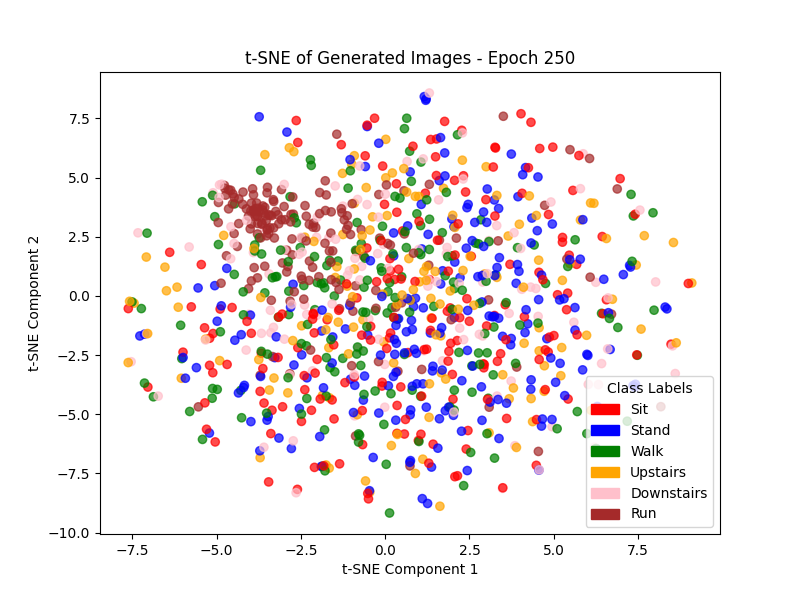 t-SNE of Generated Images - Epoch 250
t-SNE Component 2
7.5
5.0
2.5
0.0
−2.5
−5.0
−7.5
−10.0
−7.5
−5.0
−2.5
0.0
2.5
5.0
7.5
t-SNE Component 1
Class Labels
Sit
Stand
Walk
Upstairs
Downstairs
Run